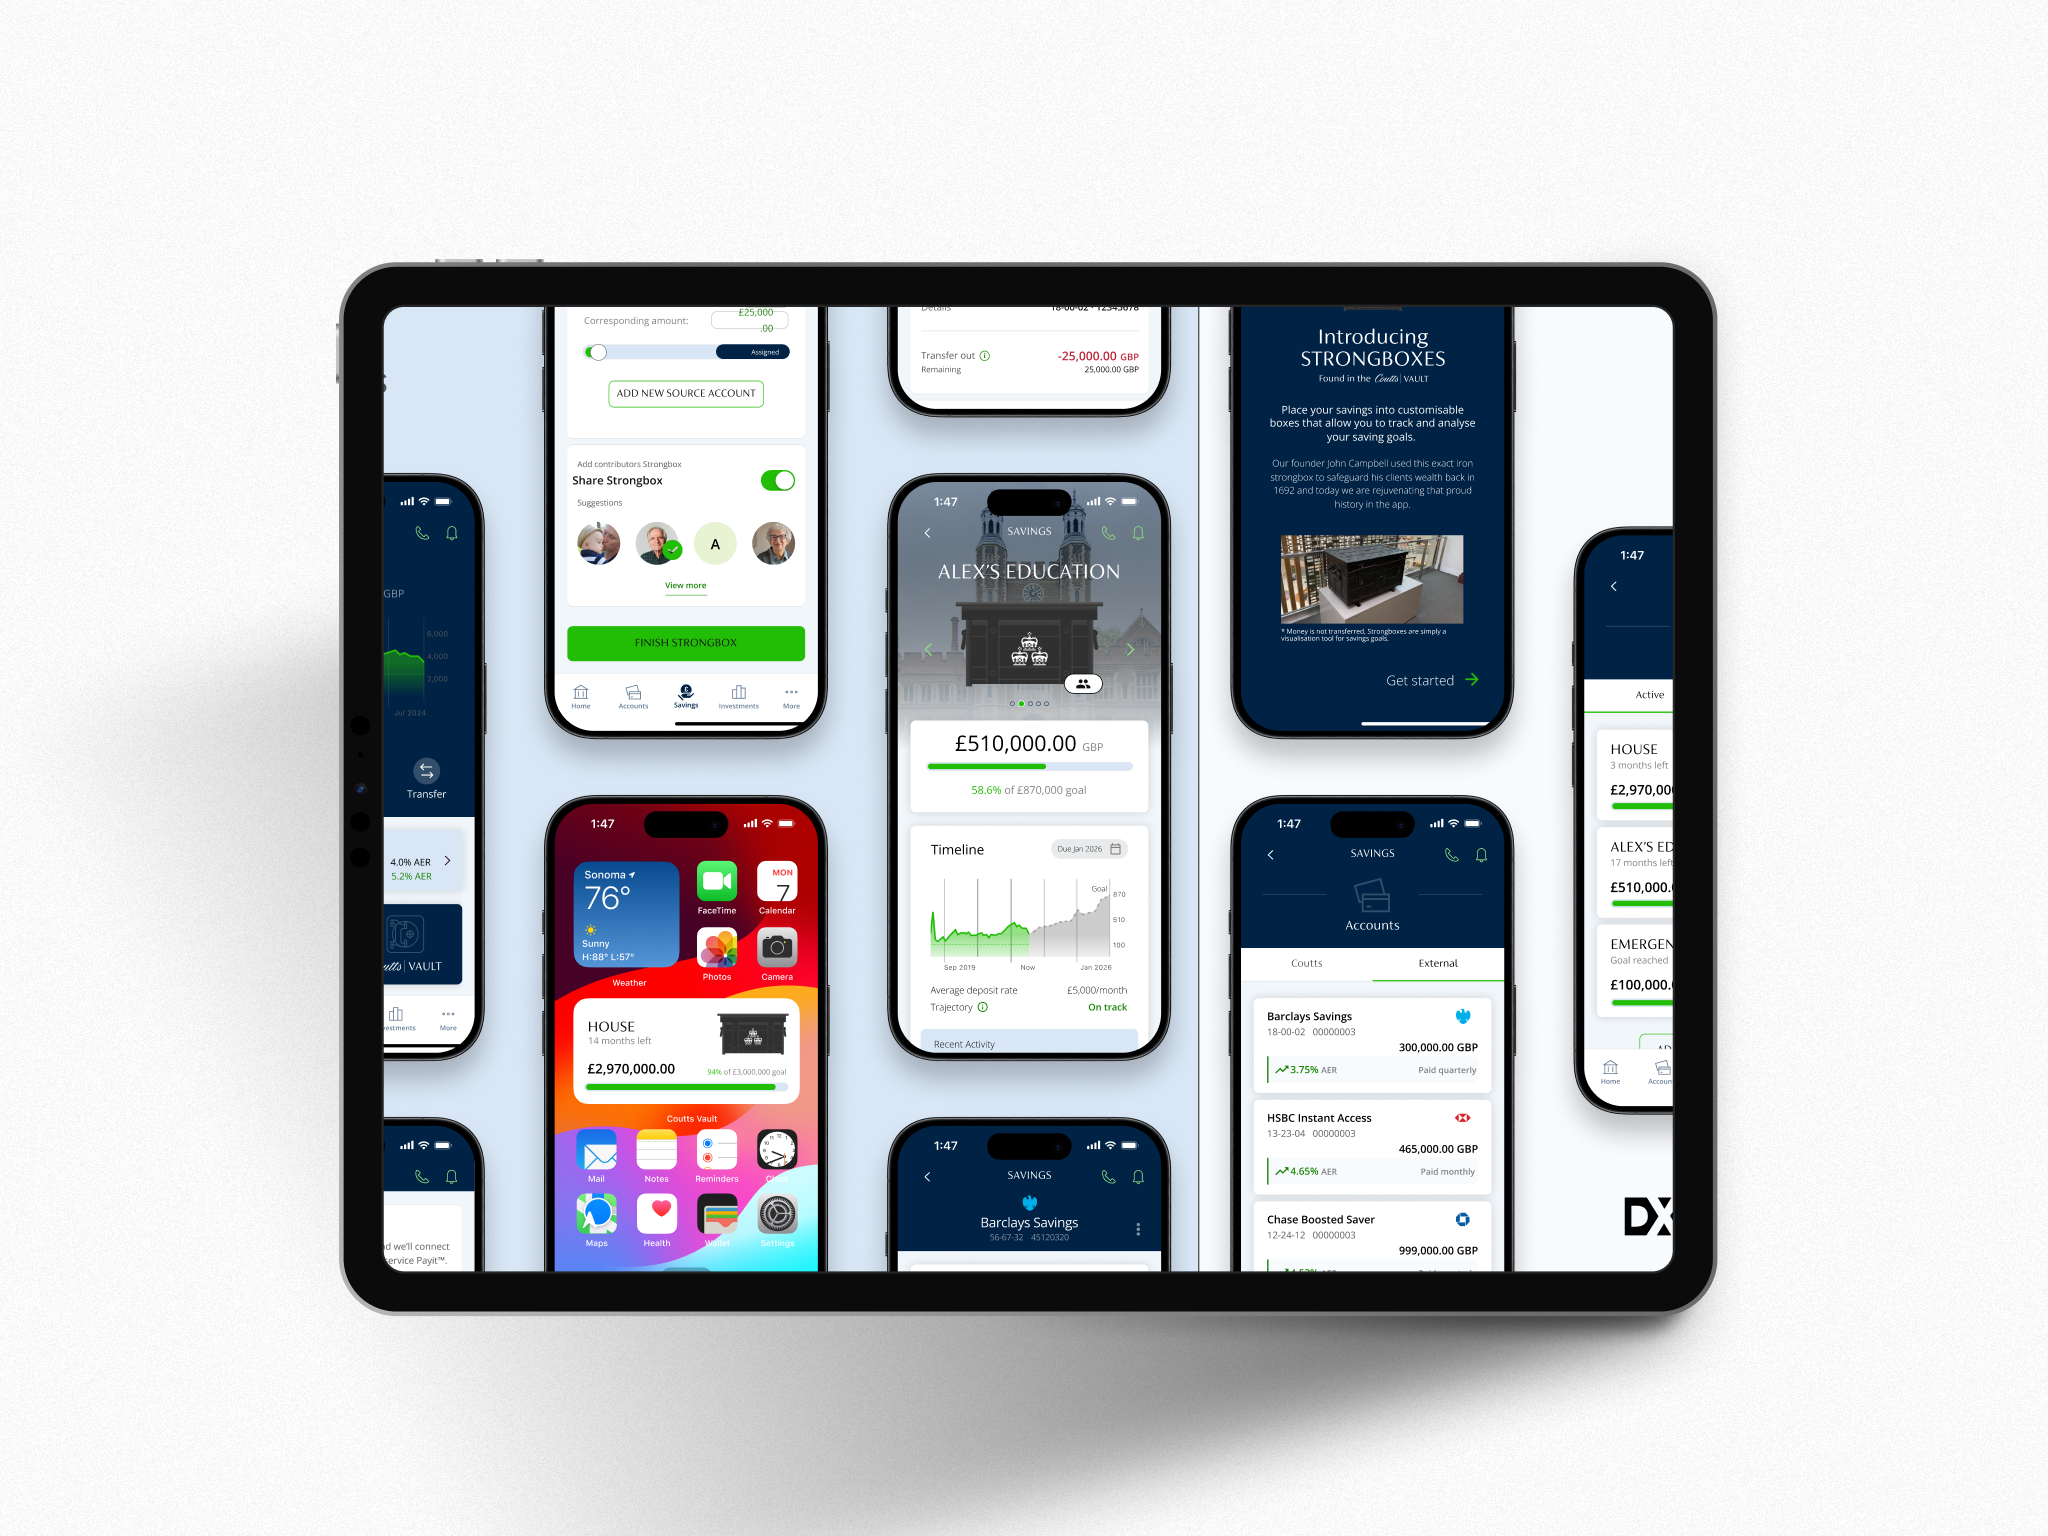 GBP
6,000
4,000
2,000
Jul 2024
Transfer
4.0% AER
5.2% AER
VAULT
More
service Payit™.
we'll connect
Corresponding amount:
£25,000
.00
Assigned
ADD NEW SOURCE ACCOUNT
Add contributors Strongbox
Share Strongbox
Suggestions
A
View more
FINISH STRONGBOX
Home
Accounts
Savings
Investments
More
1:47
Sonoma
76°
Sunny
H:88° L:57°
Weather
FaceTime
MON
7
Calendar
Photos
Camera
HOUSE
14 months left
£2,970,000.00
94% of £3,000,000 goal
Coutts Vault
Mail
Notes
Reminders
Clock
Maps
Health
Wallet
Settings
Details
18-00-02 · 12345678
Transfer out
-25,000.00 GBP
Remaining
25,000.00 GBP
1:47
SAVINGS
ALEX'S EDUCATION
£510,000.00 GBP
58.6% of £870,000 goal
Timeline
Due Jan 2026
Goal
870
510
100
Sep 2019
Now
Jan 2026
Average deposit rate
£5,000/month
Trajectory
On track
Recent Activity
1:47
SAVINGS
Barclays Savings
56-67-32 45120320
Introducing
STRONGBOXES
Found in the Coutts | VAULT
Place your savings into customisable
boxes that allow you to track and analyse
your saving goals.
Our founder John Campbell used this exact iron
strongbox to safeguard his clients wealth back in
1692 and today we are rejuvenating that proud
history in the app.
* Money is not transferred, Strongboxes are simply a
visualisation tool for savings goals.
Get started
1:47
SAVINGS
Accounts
Coutts
External
Barclays Savings
18-00-02 00000003
300,000.00 GBP
3.75% AER
Paid quarterly
HSBC Instant Access
13-23-04 00000003
465,000.00 GBP
4.65% AER
Paid monthly
Chase Boosted Saver
12-24-12 00000003
999,000.00 GBP
1:47
Active
HOUSE
3 months left
£2,970,00
ALEX'S ED
17 months left
£510,000.
EMERGEN
Goal reached
£100,000.
Home
Accoun
DX